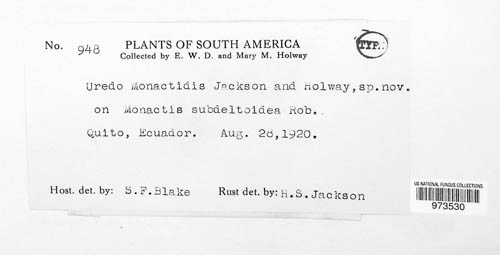 No. 948 PLANTS OF SOUTH AMERICA
Collected by E. W. D. and Mary M. Holway
TYP.
Uredo Monactidis Jackson and Holway, sp.nov.
on Monactis subdeltoidea Rob.
Quito, Ecuador. Aug. 28,1920.
Host. det. by: S.F.Blake Rust det. by: H.S.Jackson
US NATIONAL FUNGUS COLLECTIONS
973530